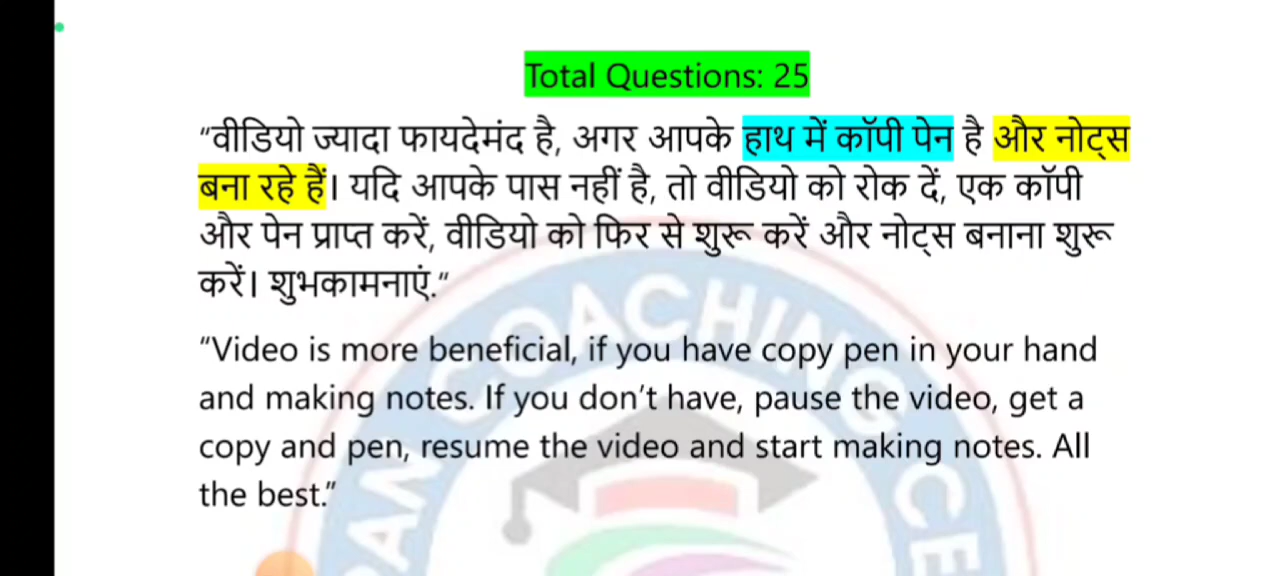 Total Questions: 25
“वीडियो ज्यादा फायदेमंद है, अगर आपके हाथ में कॉपी पेन है और नोट्स
बना रहे हैं। यदि आपके पास नहीं है, तो वीडियो को रोक दें, एक कॉपी
और पेन प्राप्त करें, वीडियो को फिर से शुरू करें और नोट्स बनाना शुरू
करें। शुभकामनाएं.“
“Video is more beneficial, if you have copy pen in your hand
and making notes. If you don’t have, pause the video, get a
copy and pen, resume the video and start making notes. All
the best.”
COACHING